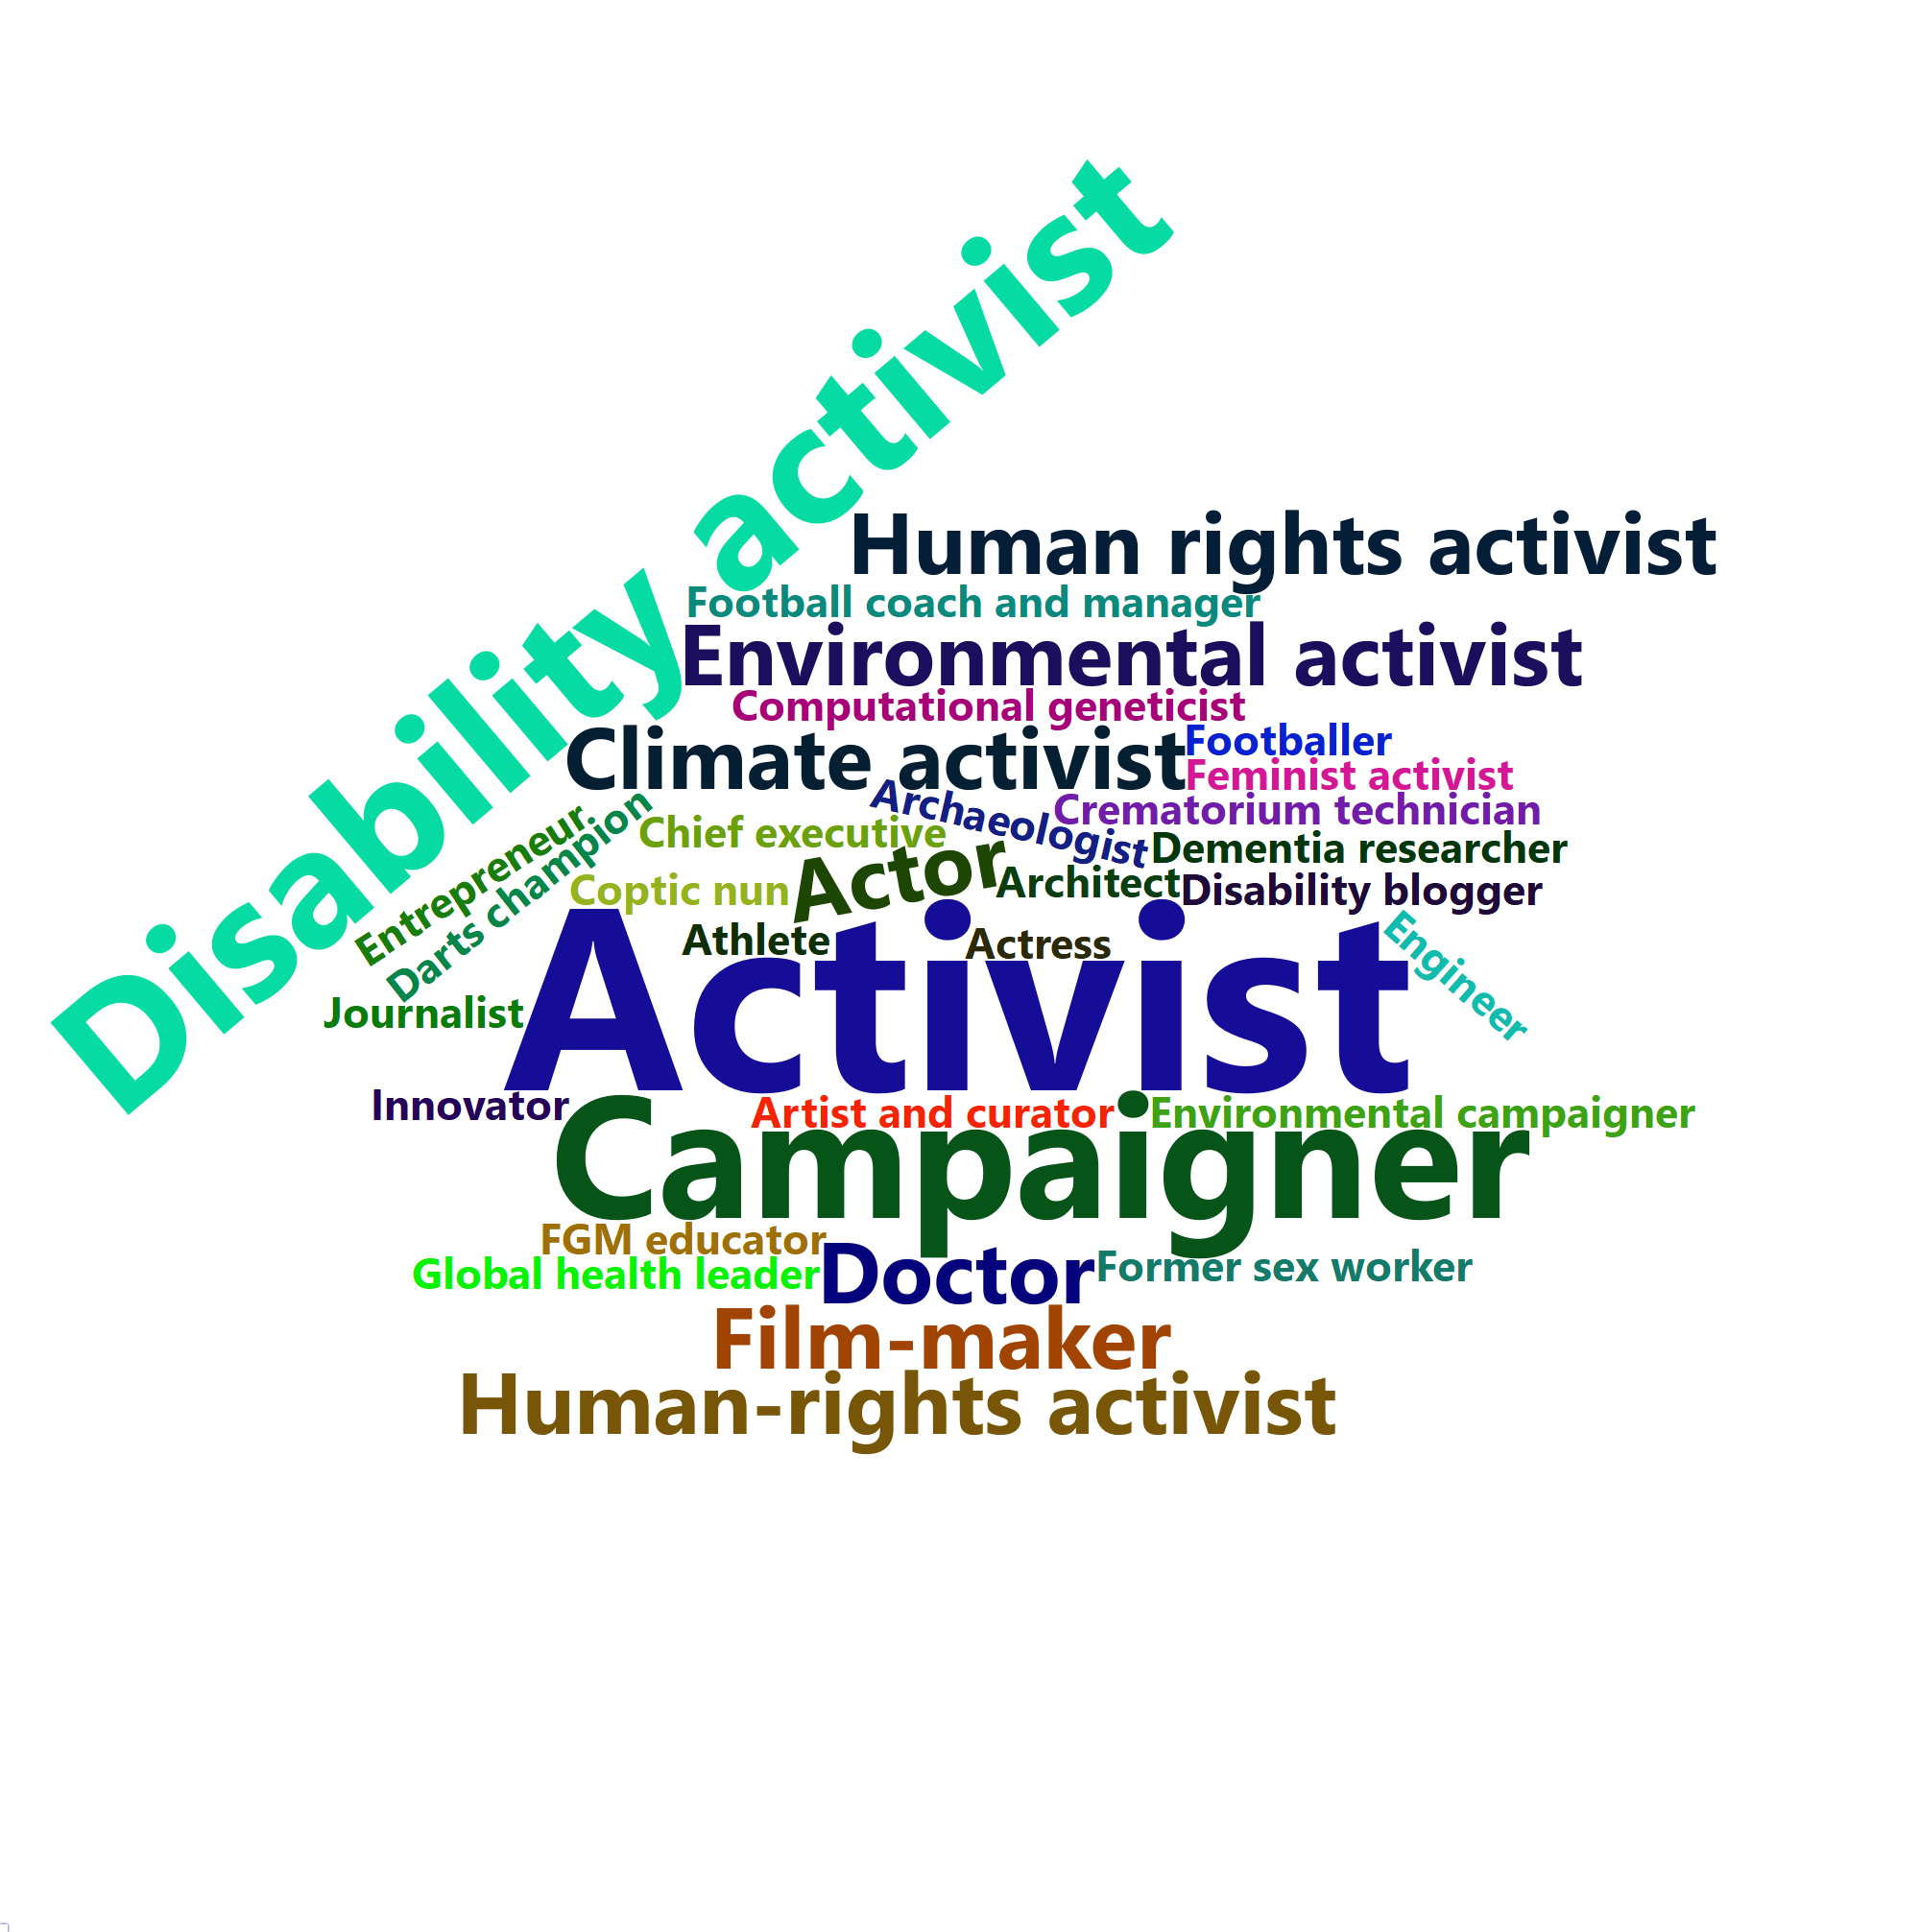 Disability activist
Human rights activist
Football coach and manager
Environmental activist
Computational geneticist
Climate activist
Footballer
Feminist activist
Archaeologist
Crematorium technician
Entrepreneur
Darts champion
Chief executive
Actor
Dementia researcher
Coptic nun
Architect
Disability blogger
Athlete
Actress
Engineer
Journalist
Activist
Innovator
Artist and curator
Environmental campaigner
Campaigner
FGM educator
Global health leader
Doctor
Former sex worker
Film-maker
Human-rights activist